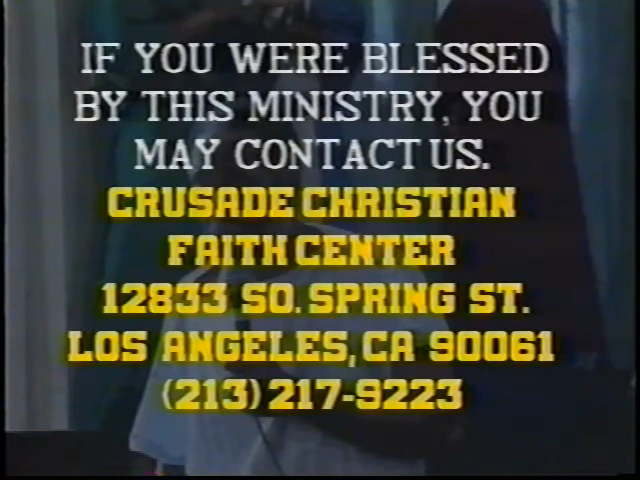 IF YOU WERE BLESSED
BY THIS MINISTRY, YOU
MAY CONTACT US.
CRUSADE CHRISTIAN
FAITH CENTER
12833 SO. SPRING ST.
LOS ANGELES, CA 90061
(213) 217-9223